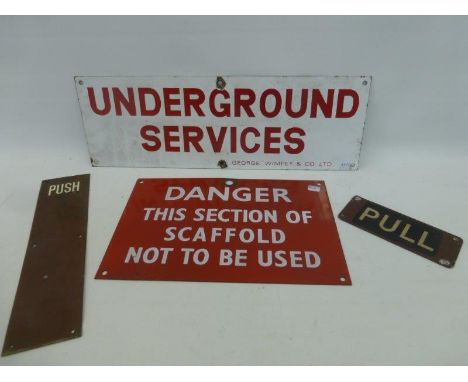 UNDERGROUND
SERVICES
GEORGE WIMPEY & CO. LTD.
PUSH
DANGER
THIS SECTION OF
SCAFFOLD
NOT TO BE USED
PULL